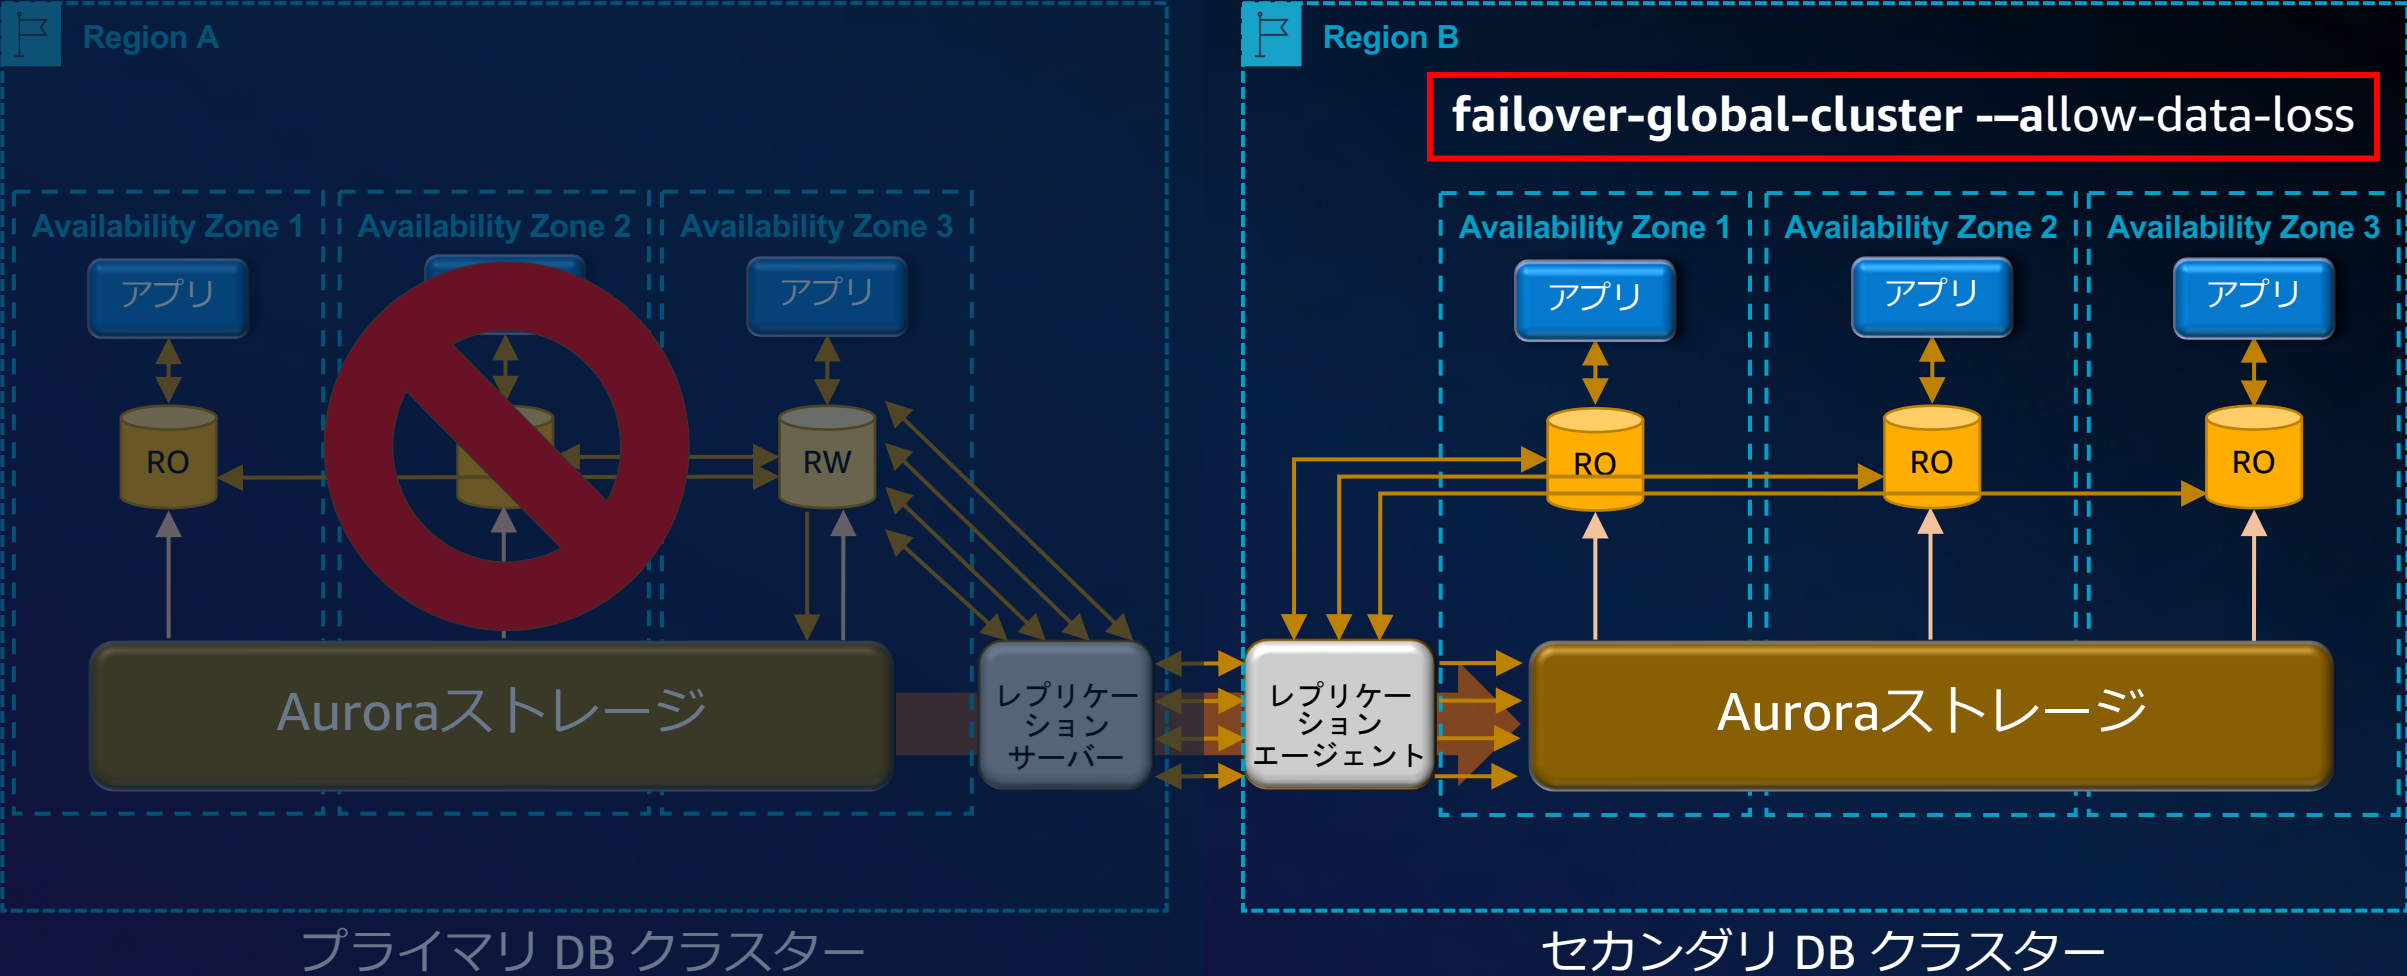 Region A
Region B
failover-global-cluster -–allow-data-loss
Availability Zone 1
Availability Zone 2
Availability Zone 3
Availability Zone 1
Availability Zone 2
Availability Zone 3
アプリ
アプリ
アプリ
アプリ
アプリ
RO
RW
RO
RO
RO
Auroraストレージ
レプリケー
ション
サーバー
レプリケー
ション
エージェント
Auroraストレージ
プライマリ DB クラスター
セカンダリ DB クラスター